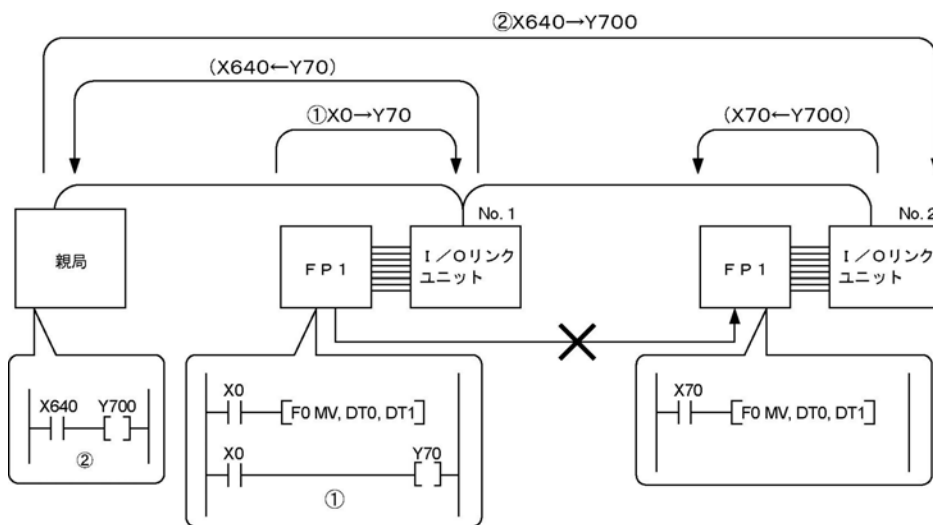 ②X640→Y700
(X640←Y70)
①X0→Y70
(X70←Y700)
No. 1
No. 2
親局
FP1
I/Oリンク
ユニット
FP1
I/Oリンク
ユニット
X640 Y700
②
X0
[F0 MV, DT0, DT1]
X0 Y70
①
X70
[F0 MV, DT0, DT1]